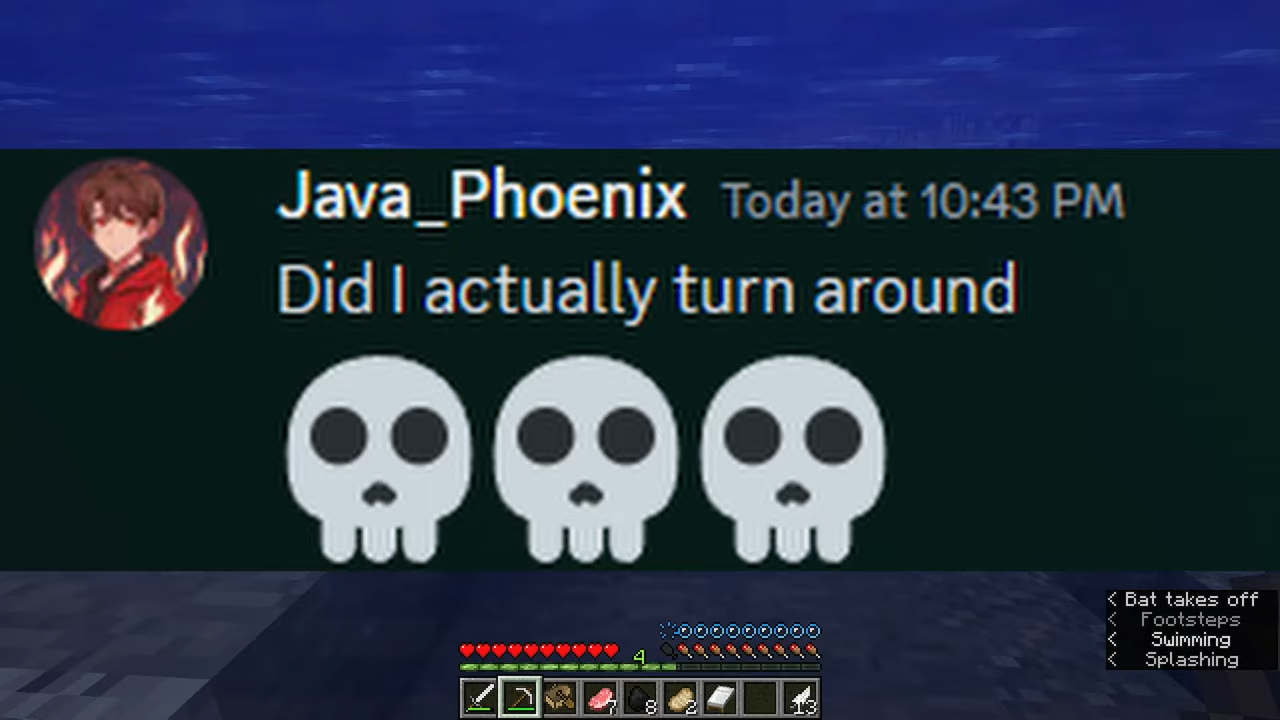 Java_Phoenix Today at 10:43 PM
Did I actually turn around
💀💀💀
< Bat takes off
< Footsteps
< Swimming
< Splashing
4
7 8 2 13